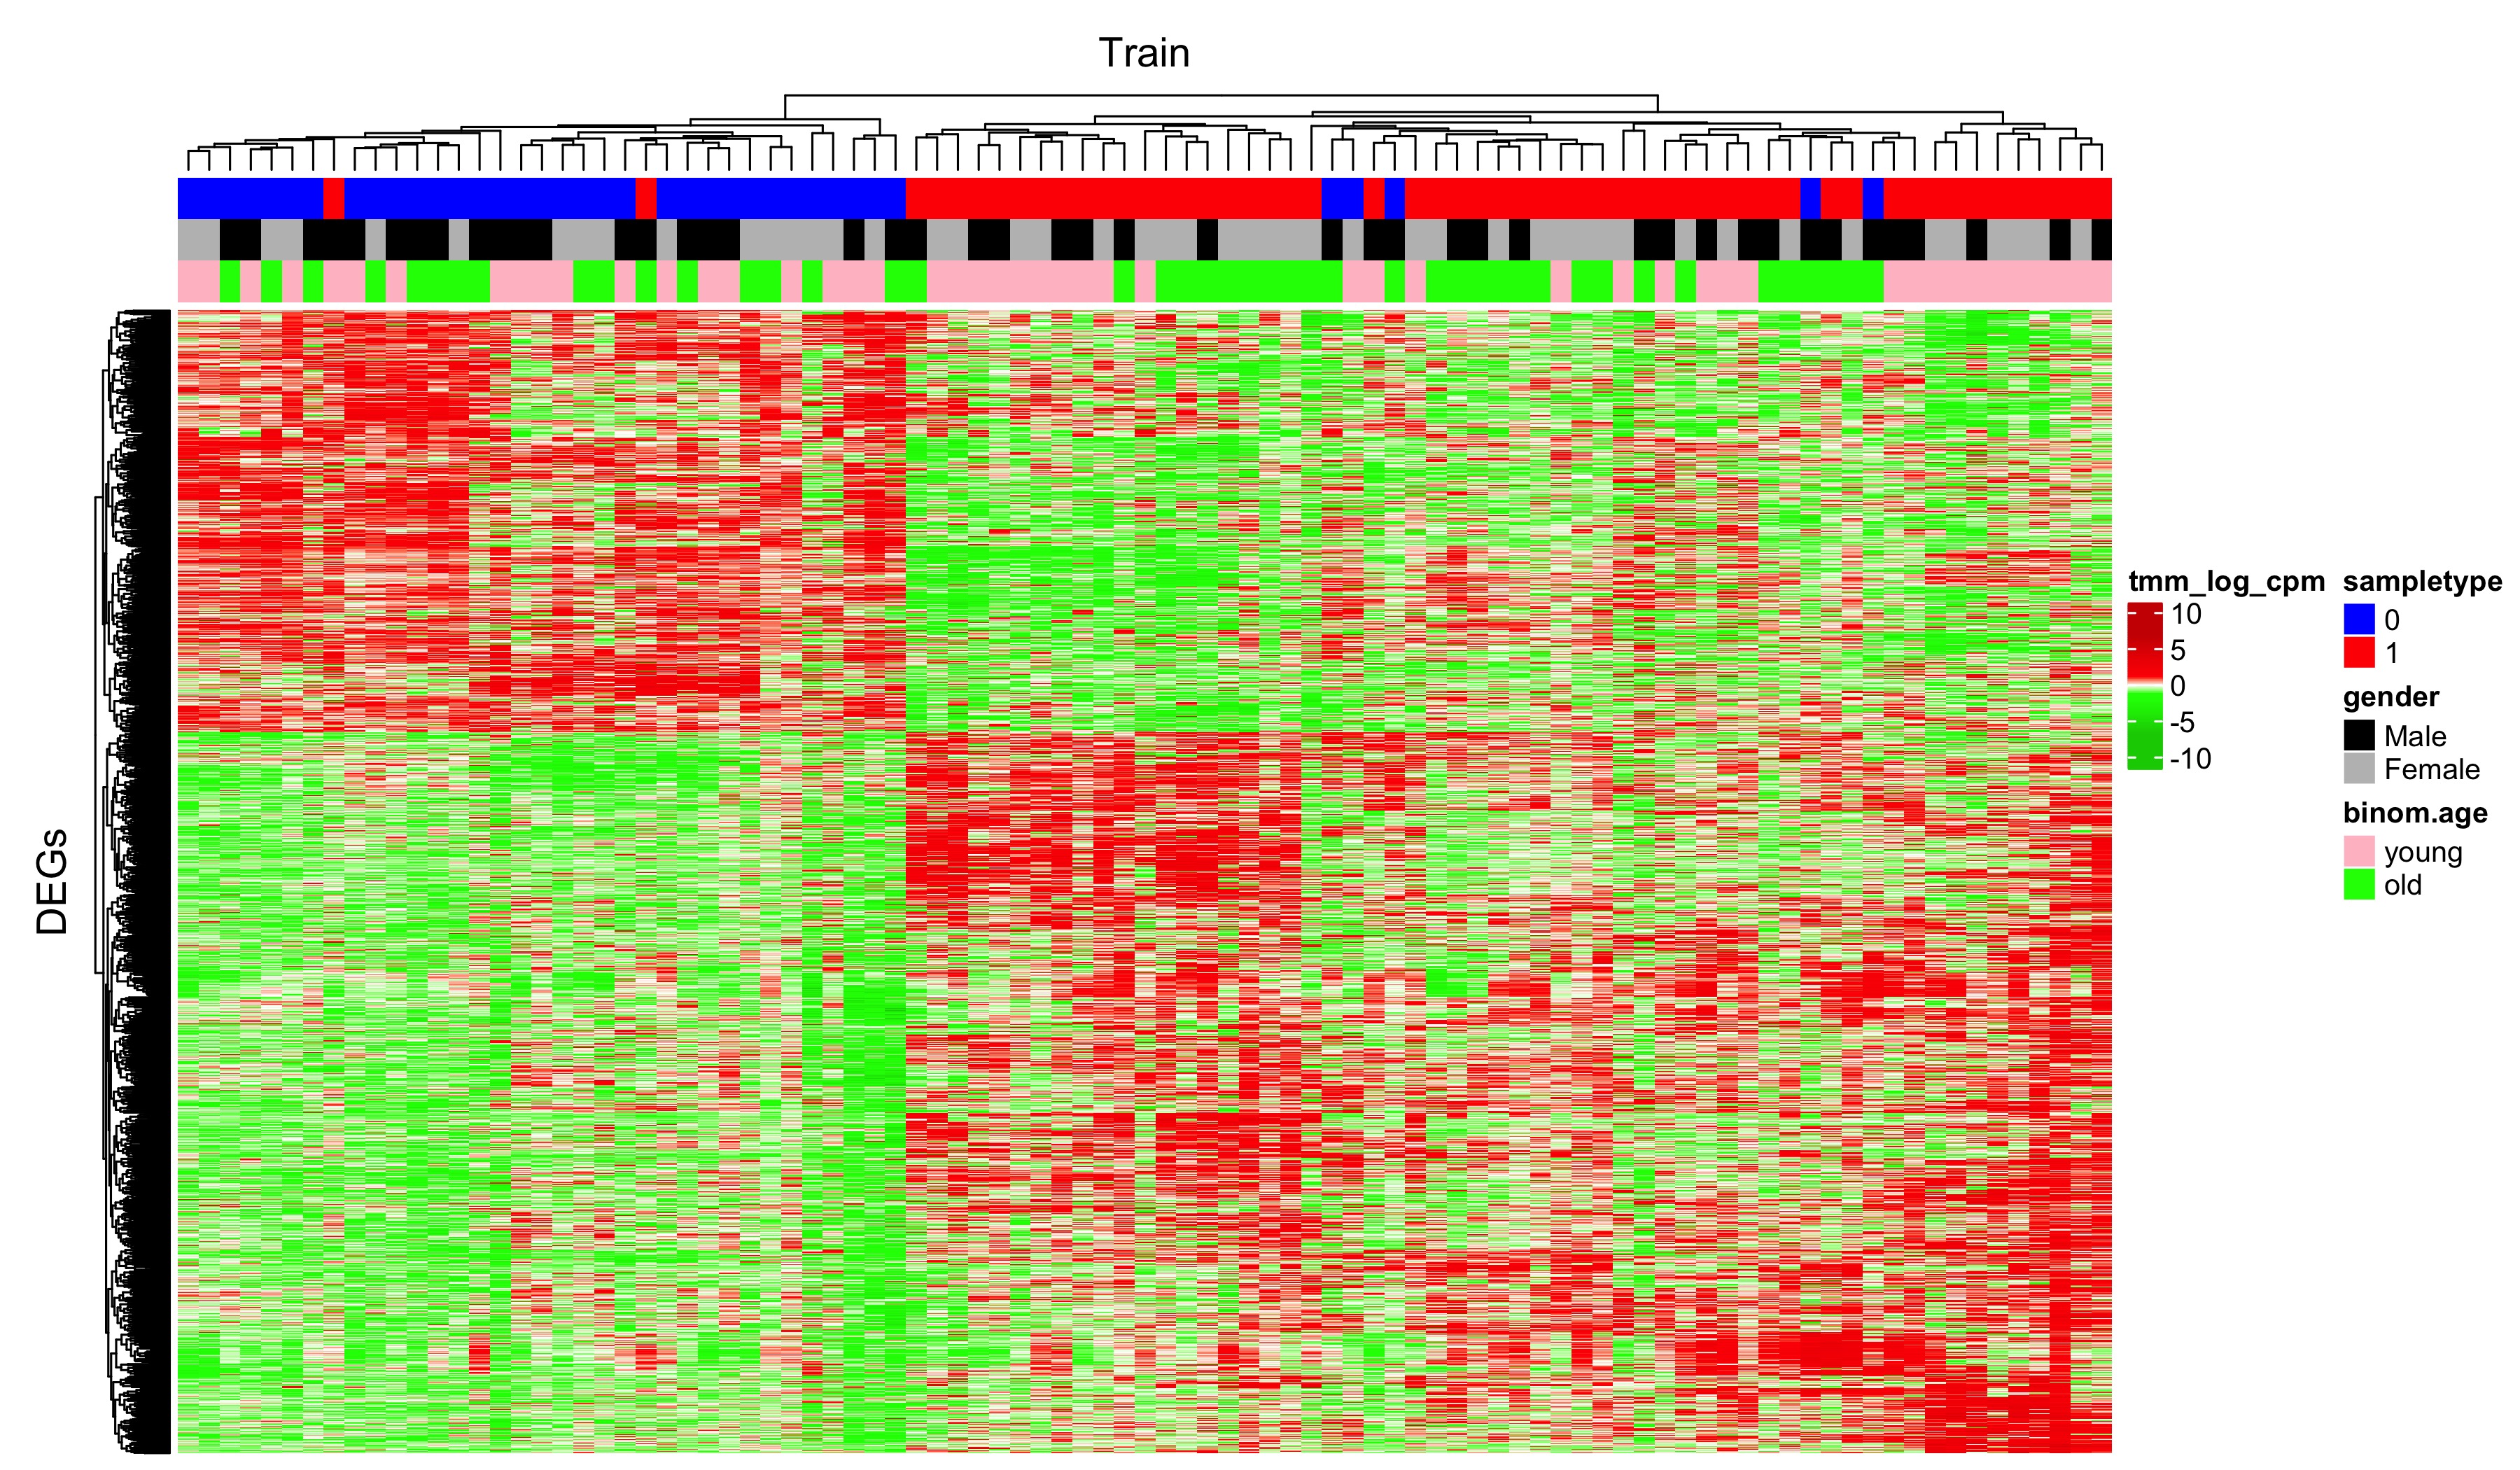 Train
DEGs
tmm_log_cpm
10
5
0
-5
-10
sampletype
0
1
gender
Male
Female
binom.age
young
old